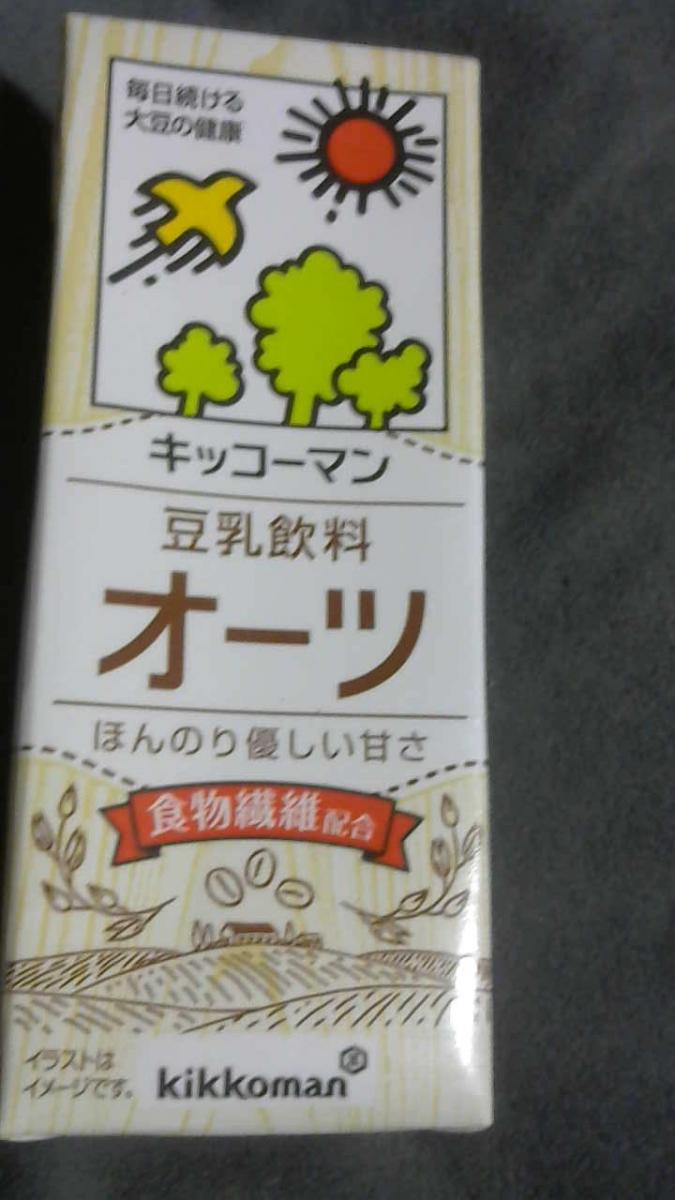 毎日続ける
大豆の健康
キッコーマン
豆乳飲料
オーツ
ほんのり優しい甘さ
食物繊維配合
イラストは
イメージです。
kikkoman